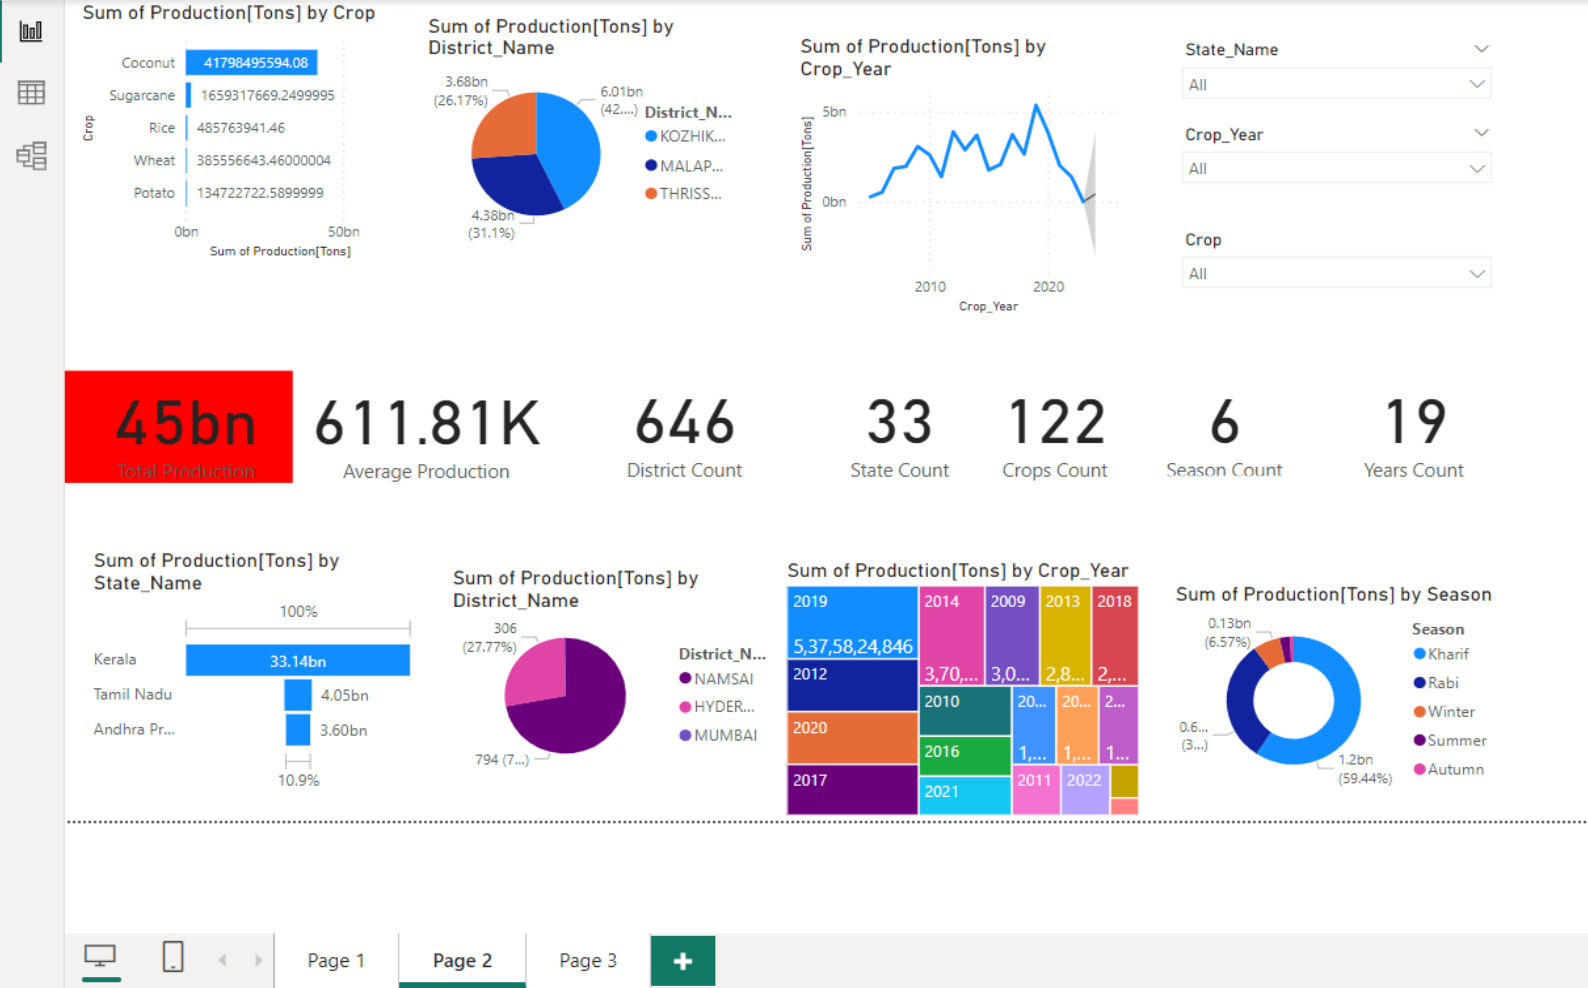 Sum of Production[Tons] by Crop
Crop
Coconut 41798495594.08
Sugarcane 1659317669.2499995
Rice 485763941.46
Wheat 385556643.46000004
Potato 134722722.5899999
0bn 50bn
Sum of Production[Tons]
Sum of Production[Tons] by
District_Name
3.68bn
(26.17%)
6.01bn
(42....)
4.38bn
(31.1%)
District_N...
KOZHIK...
MALAP...
THRISS...
Sum of Production[Tons] by
Crop_Year
Sum of Production[Tons]
5bn
0bn
2010 2020
Crop_Year
State_Name
All
Crop_Year
All
Crop
All
45bn
Total Production
611.81K
Average Production
646
District Count
33
State Count
122
Crops Count
6
Season Count
19
Years Count
Sum of Production[Tons] by
State_Name
100%
Kerala 33.14bn
Tamil Nadu 4.05bn
Andhra Pr... 3.60bn
10.9%
Sum of Production[Tons] by
District_Name
306
(27.77%)
794 (7...)
District_N...
NAMSAI
HYDER...
MUMBAI
Sum of Production[Tons] by Crop_Year
2019
5,37,58,24,846
2012
2020
2017
2014
3,70,...
2009
3,0...
2013
2,8...
2018
2,...
2010
2016
2021
20...
1,...
20...
1,...
2...
1...
2011
2022
Sum of Production[Tons] by Season
0.13bn
(6.57%)
0.6...
(3...)
1.2bn
(59.44%)
Season
Kharif
Rabi
Winter
Summer
Autumn
Page 1 Page 2 Page 3